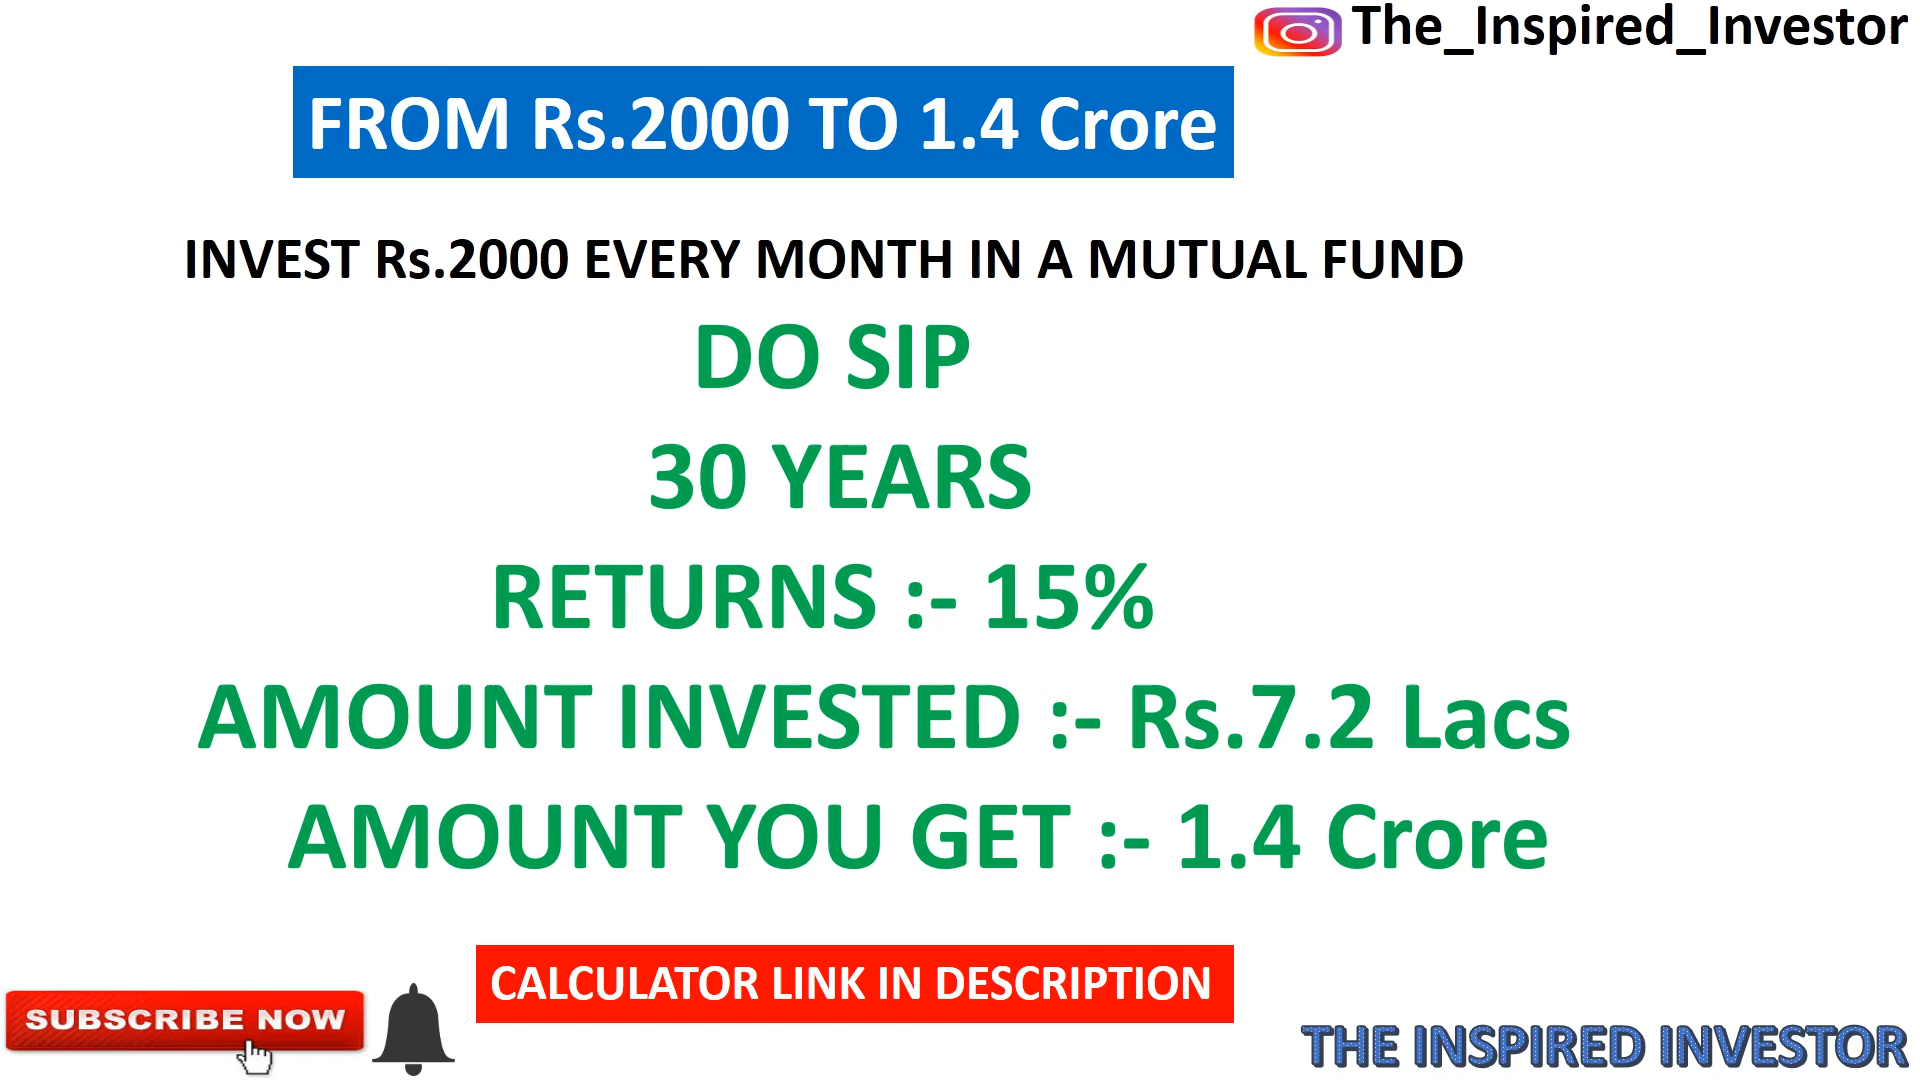 The_Inspired_Investor
FROM Rs.2000 TO 1.4 Crore
INVEST Rs.2000 EVERY MONTH IN A MUTUAL FUND
DO SIP
30 YEARS
RETURNS :- 15%
AMOUNT INVESTED :- Rs.7.2 Lacs
AMOUNT YOU GET :- 1.4 Crore
CALCULATOR LINK IN DESCRIPTION
SUBSCRIBE NOW
THE INSPIRED INVESTOR